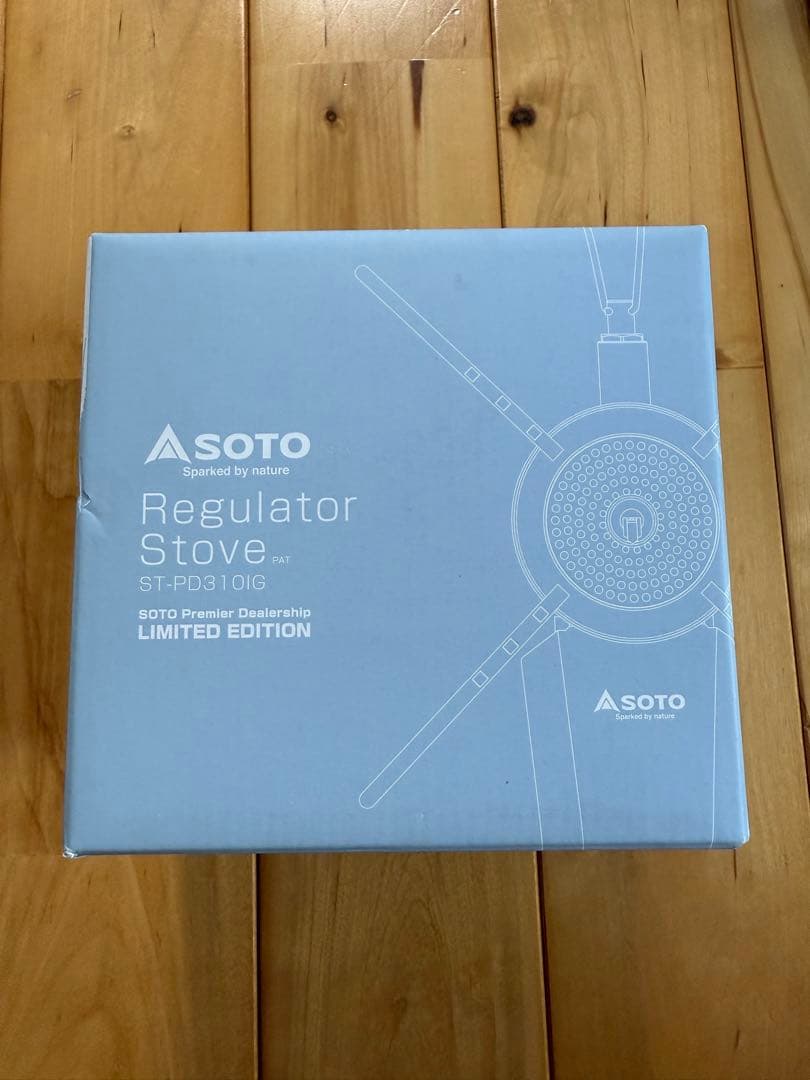 SOTO
Sparked by nature
Regulator
Stove PAT
ST-PD310IG
SOTO Premier Dealership
LIMITED EDITION
SOTO
Sparked by nature